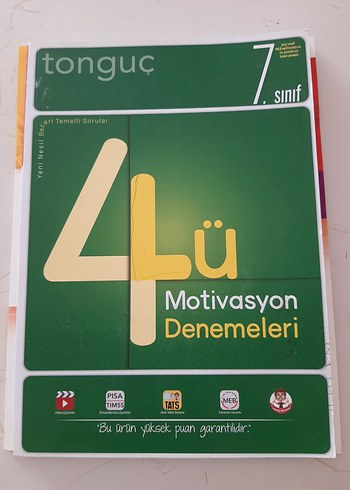 tonguç
7. sınıf
Yeni Nesil Beceri Temelli Sorular
4lü
Motivasyon
Denemeleri
PISA
TIMSS
TATS
MEB
"Bu ürün yüksek puan garantilidir."